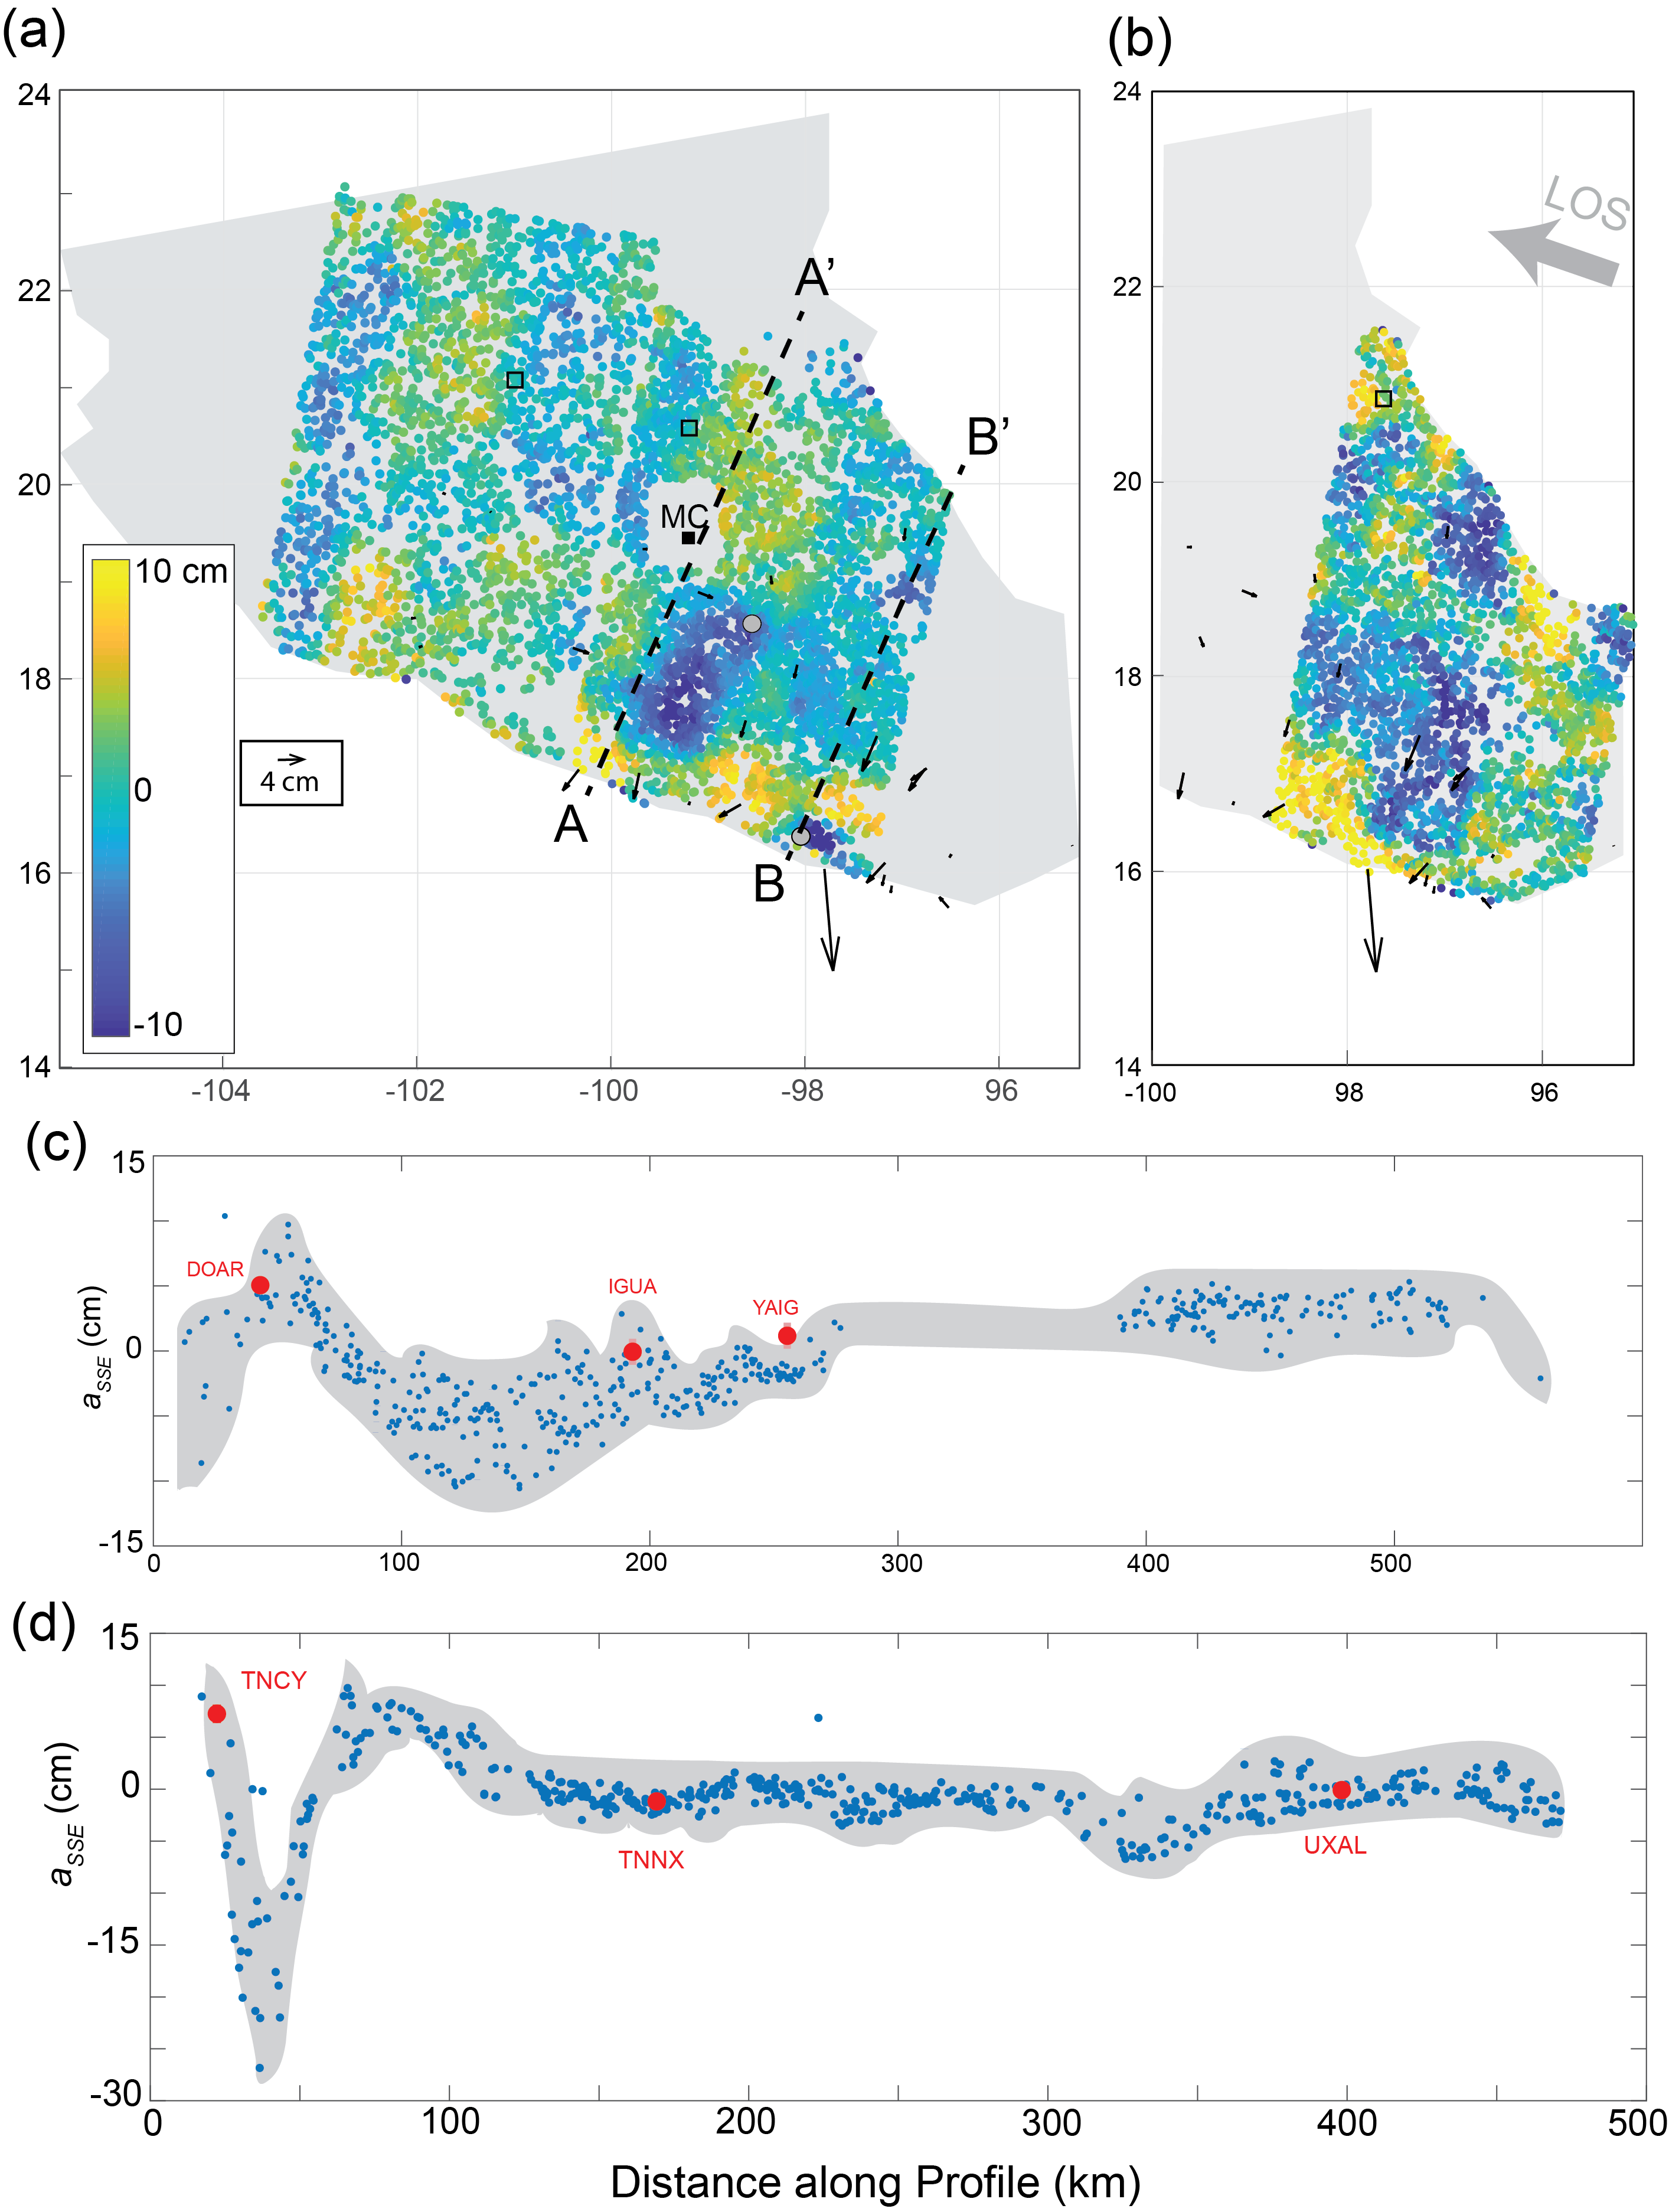 (a)
(b)
24
22
20
18
16
14
-104
-102
-100
-98
96
A'
B'
MC
A
B
10 cm
0
-10
4 cm
24
22
20
18
16
14
-100
98
96
LOS
(c)
15
0
-15
aSSE (cm)
DOAR
IGUA
YAIG
0
100
200
300
400
500
(d)
15
0
-15
-30
aSSE (cm)
TNCY
TNNX
UXAL
0
100
200
300
400
500
Distance along Profile (km)